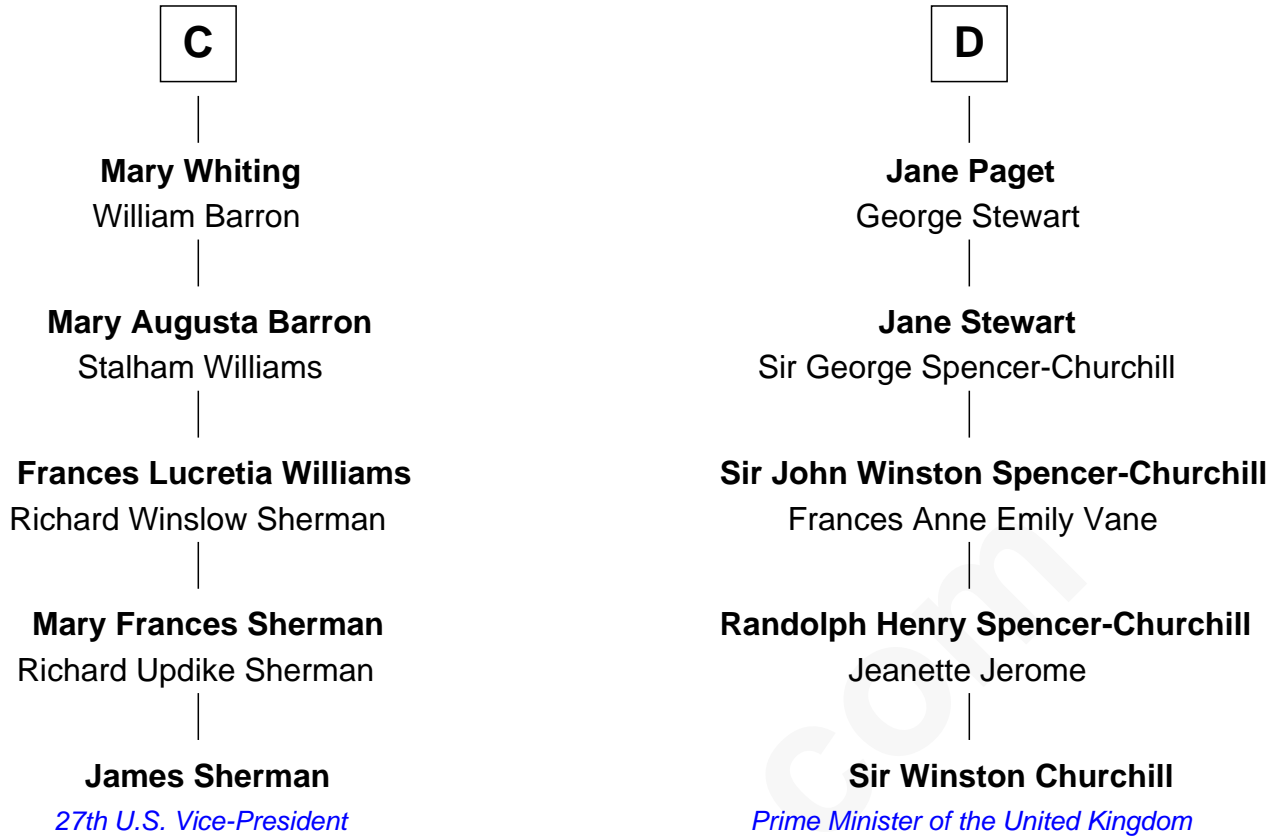 C
Mary Whiting
William Barron
Mary Augusta Barron
Stalham Williams
Frances Lucretia Williams
Richard Winslow Sherman
Mary Frances Sherman
Richard Updike Sherman
James Sherman
27th U.S. Vice-President
D
Jane Paget
George Stewart
Jane Stewart
Sir George Spencer-Churchill
Sir John Winston Spencer-Churchill
Frances Anne Emily Vane
Randolph Henry Spencer-Churchill
Jeanette Jerome
Sir Winston Churchill
Prime Minister of the United Kingdom
com